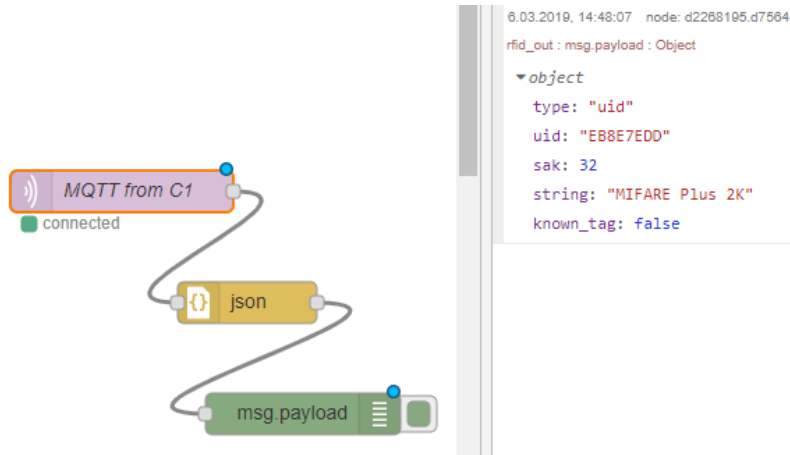 MQTT from C1
connected
{} json
msg.payload
6.03.2019, 14:48:07 node: d2268195.d7564
rfid_out : msg.payload : Object
object
type: "uid"
uid: "EB8E7EDD"
sak: 32
string: "MIFARE Plus 2K"
known_tag: false